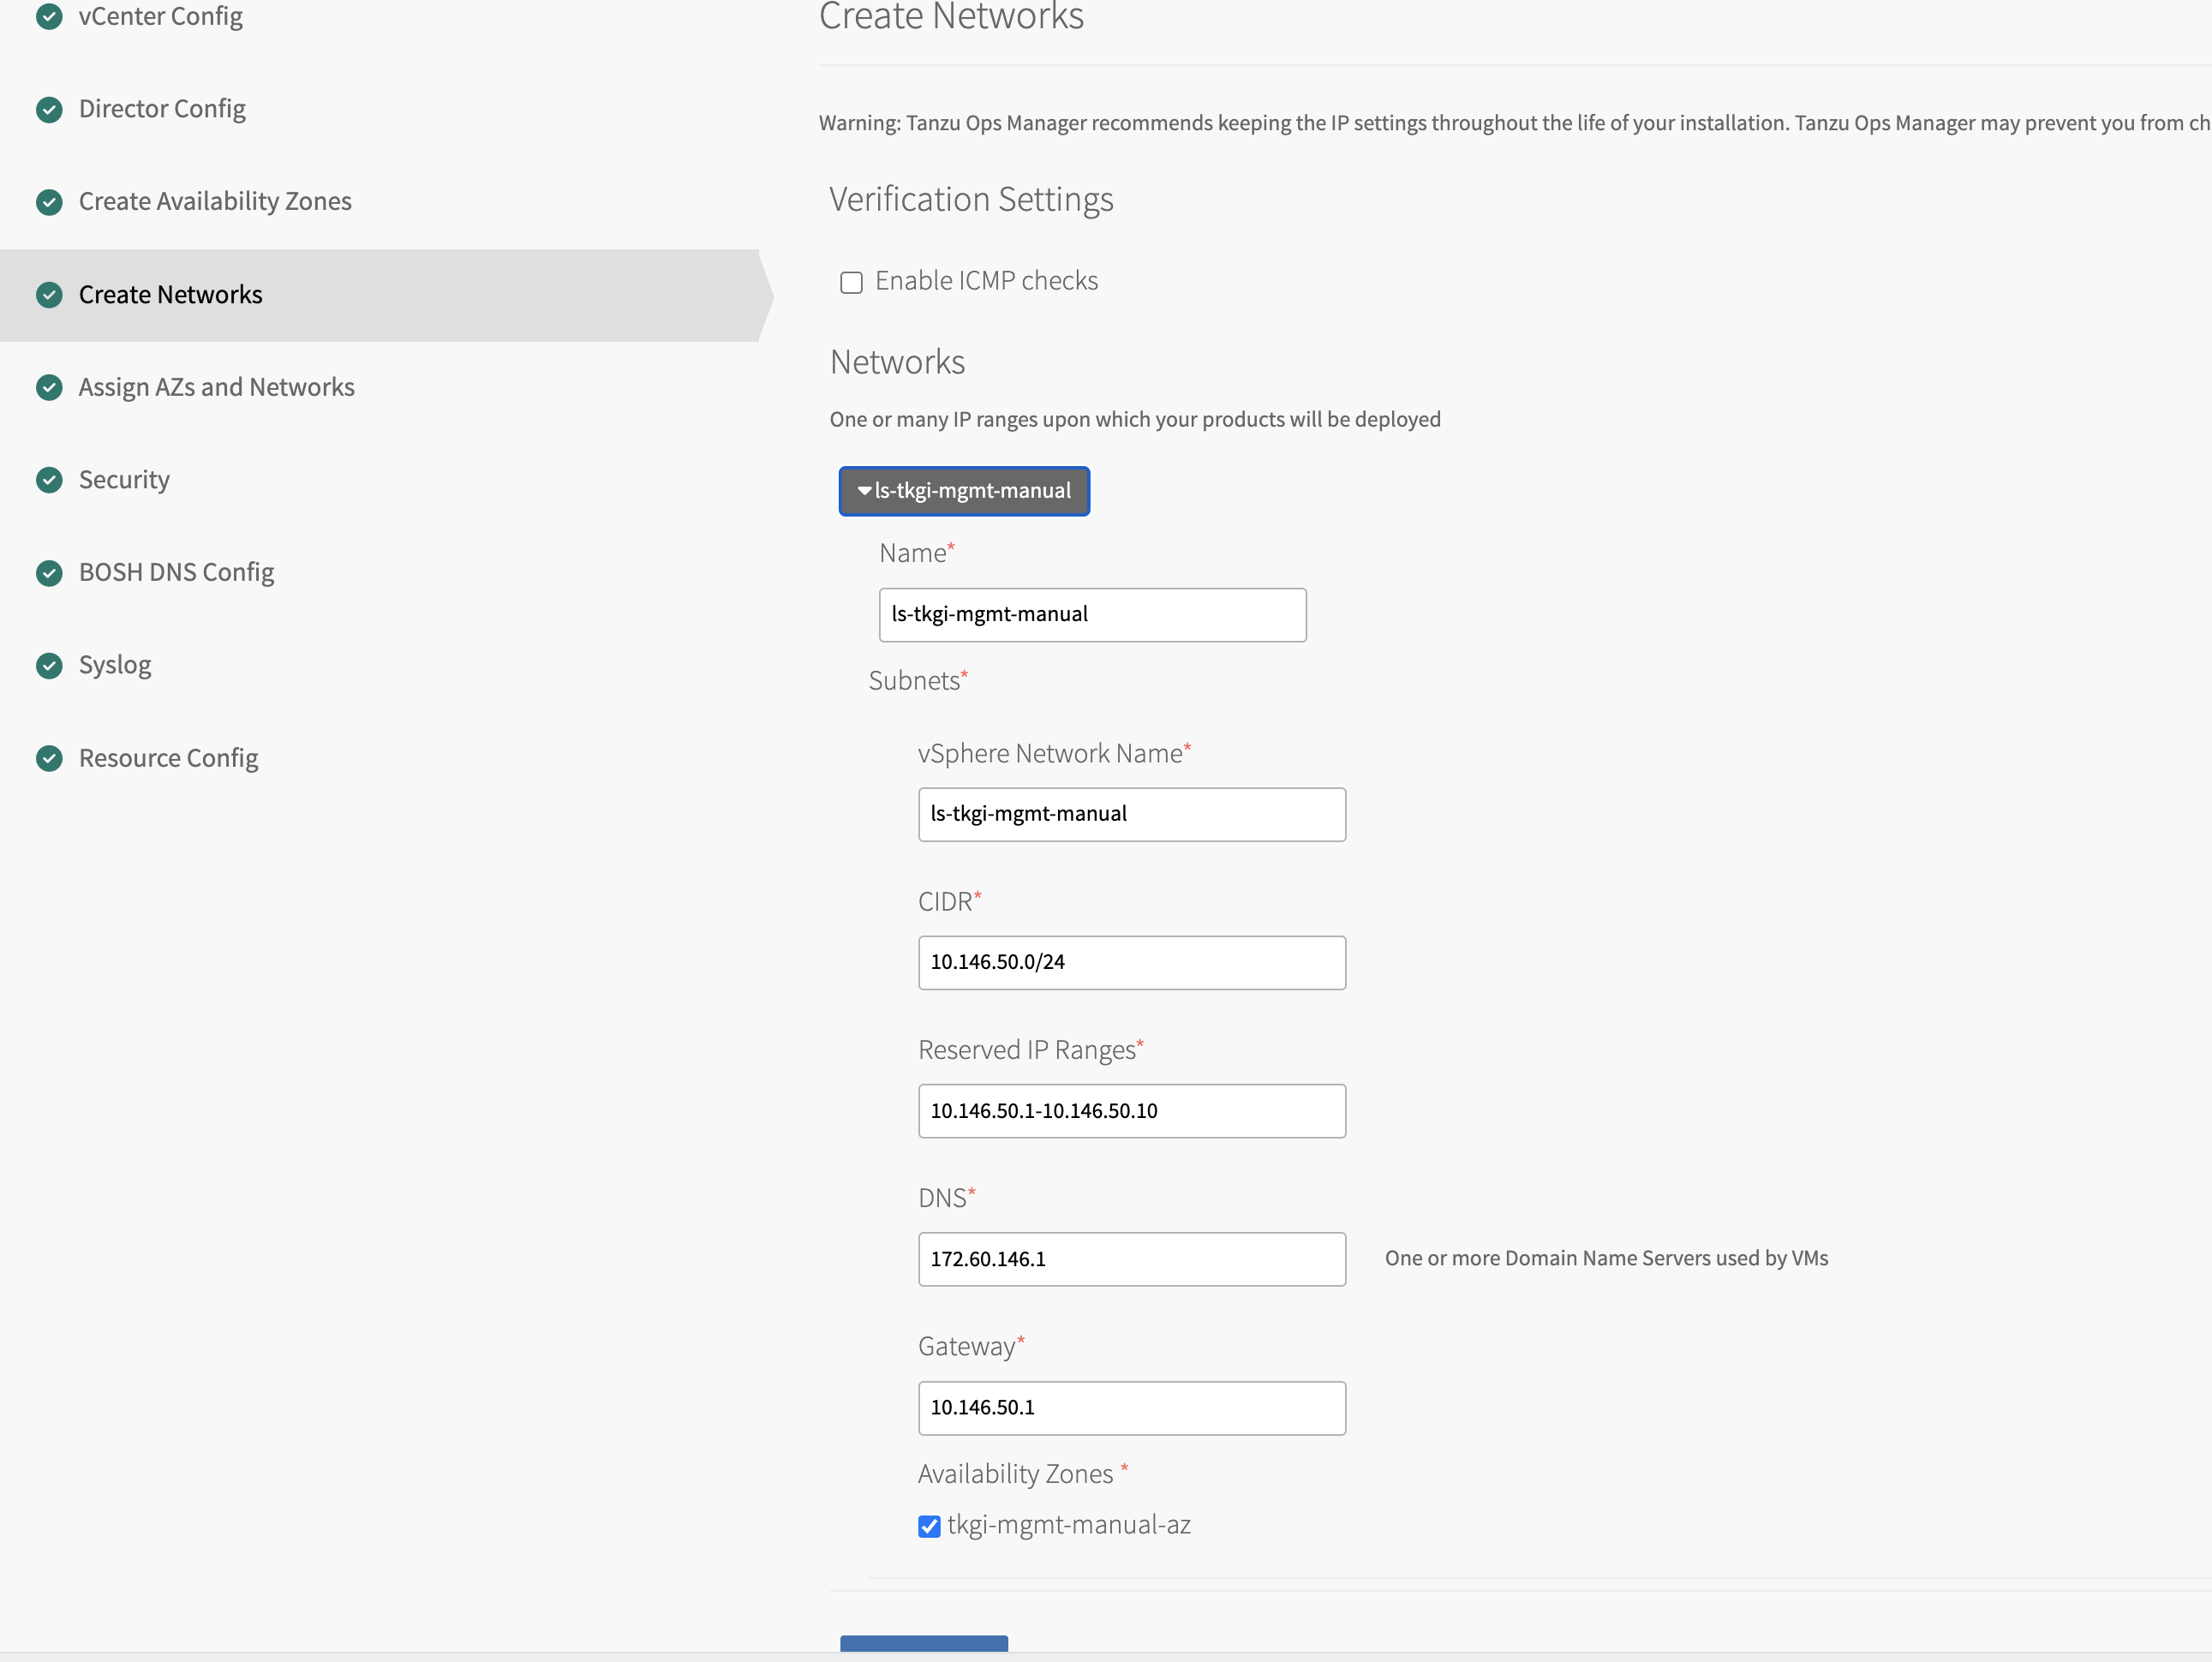 vCenter Config
Director Config
Create Availability Zones
Create Networks
Assign AZs and Networks
Security
BOSH DNS Config
Syslog
Resource Config
Create Networks
Warning: Tanzu Ops Manager recommends keeping the IP settings throughout the life of your installation. Tanzu Ops Manager may prevent you from ch
Verification Settings
Enable ICMP checks
Networks
One or many IP ranges upon which your products will be deployed
ls-tkgi-mgmt-manual
Name*
ls-tkgi-mgmt-manual
Subnets*
vSphere Network Name*
ls-tkgi-mgmt-manual
CIDR*
10.146.50.0/24
Reserved IP Ranges*
10.146.50.1-10.146.50.10
DNS*
172.60.146.1
One or more Domain Name Servers used by VMs
Gateway*
10.146.50.1
Availability Zones *
tkgi-mgmt-manual-az